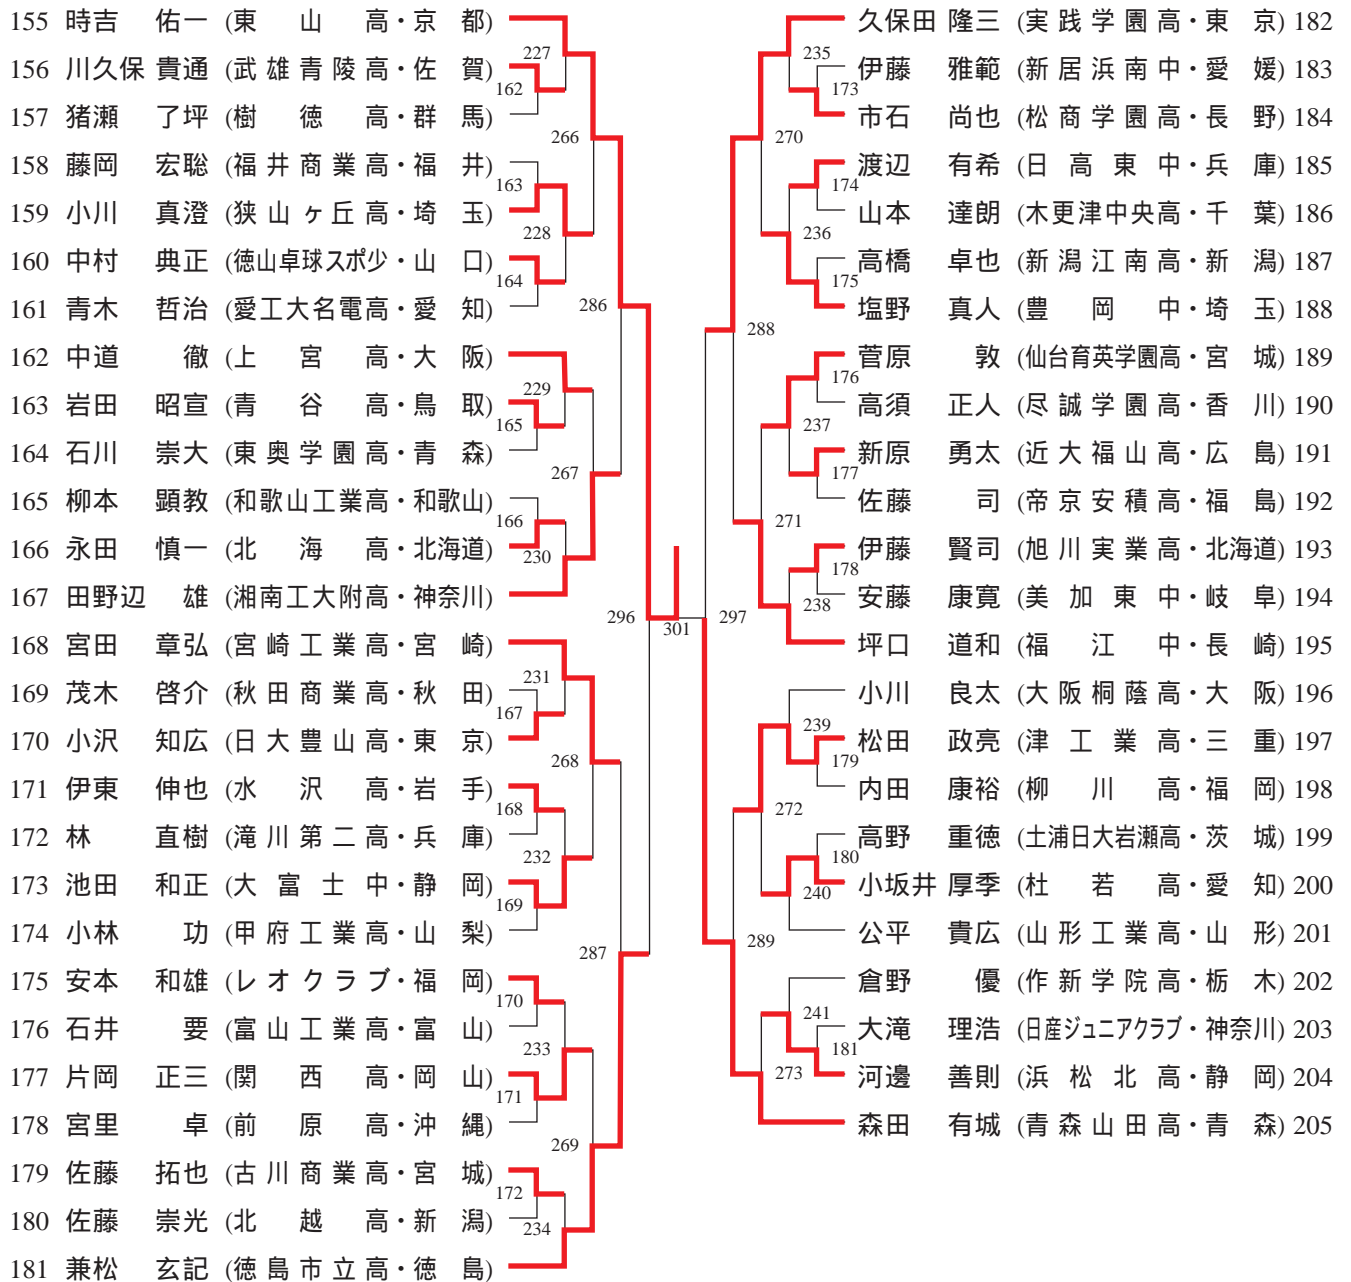 155 時吉 佑一 (東山高・京都)
156 川久保 貴通 (武雄青陵高・佐賀)
157 猪瀬 了坪 (樹徳高・群馬)
158 藤岡 宏聡 (福井商業高・福井)
159 小川 真澄 (狭山ヶ丘高・埼玉)
160 中村 典正 (徳山卓球スポ少・山口)
161 青木 哲治 (愛工大名電高・愛知)
162 中道 徹 (上宮高・大阪)
163 岩田 昭宣 (青谷高・鳥取)
164 石川 崇大 (東奥学園高・青森)
165 柳本 顕教 (和歌山工業高・和歌山)
166 永田 慎一 (北海高・北海道)
167 田野辺 雄 (湘南工大附高・神奈川)
168 宮田 章弘 (宮崎工業高・宮崎)
169 茂木 啓介 (秋田商業高・秋田)
170 小沢 知広 (日大豊山高・東京)
171 伊東 伸也 (水沢高・岩手)
172 林 直樹 (滝川第二高・兵庫)
173 池田 和正 (大富士中・静岡)
174 小林 功 (甲府工業高・山梨)
175 安本 和雄 (レオクラブ・福岡)
176 石井 要 (富山工業高・富山)
177 片岡 正三 (関西高・岡山)
178 宮里 卓 (前原高・沖縄)
179 佐藤 拓也 (古川商業高・宮城)
180 佐藤 崇光 (北越高・新潟)
181 兼松 玄記 (徳島市立高・徳島)
162
163
164
165
166
167
168
169
170
171
172
227
228
229
230
231
232
233
234
266
267
268
269
286
287
296
301
297
288
289
270
271
272
273
235
236
237
238
239
240
241
173
174
175
176
177
178
179
180
181
久保田 隆三 (実践学園高・東京) 182
伊藤 雅範 (新居浜南中・愛媛) 183
市石 尚也 (松商学園高・長野) 184
渡辺 有希 (日高東中・兵庫) 185
山本 達朗 (木更津中央高・千葉) 186
高橋 卓也 (新潟江南高・新潟) 187
塩野 真人 (豊岡中・埼玉) 188
菅原 敦 (仙台育英学園高・宮城) 189
高須 正人 (尽誠学園高・香川) 190
新原 勇太 (近大福山高・広島) 191
佐藤 司 (帝京安積高・福島) 192
伊藤 賢司 (旭川実業高・北海道) 193
安藤 康寛 (美加東中・岐阜) 194
坪口 道和 (福江中・長崎) 195
小川 良太 (大阪桐蔭高・大阪) 196
松田 政亮 (津工業高・三重) 197
内田 康裕 (柳川高・福岡) 198
高野 重徳 (土浦日大岩瀬高・茨城) 199
小坂井 厚季 (杜若高・愛知) 200
公平 貴広 (山形工業高・山形) 201
倉野 優 (作新学院高・栃木) 202
大滝 理浩 (日産ジュニアクラブ・神奈川) 203
河邊 善則 (浜松北高・静岡) 204
森田 有城 (青森山田高・青森) 205